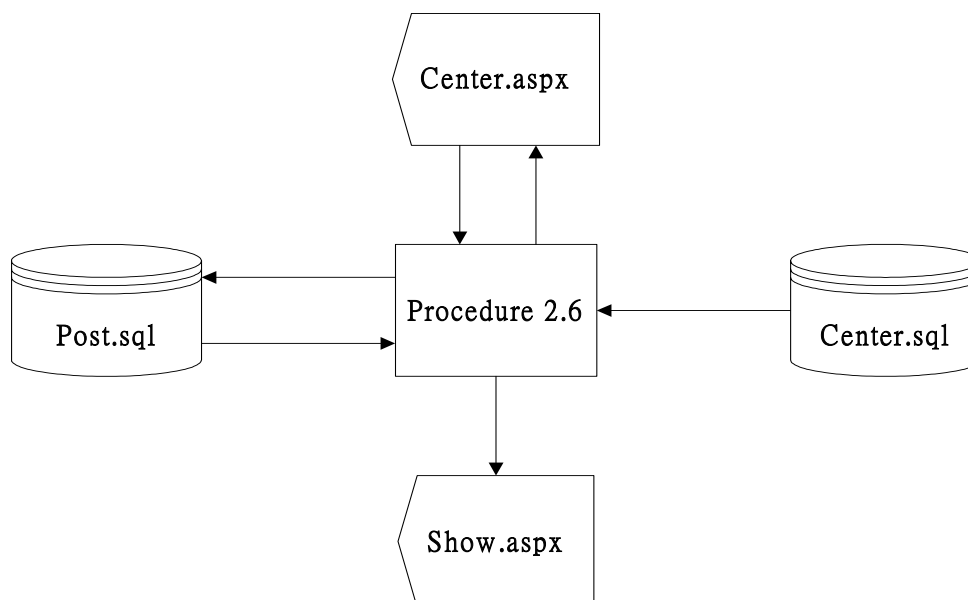 Center.aspx
Post.sql
Procedure 2.6
Center.sql
Show.aspx